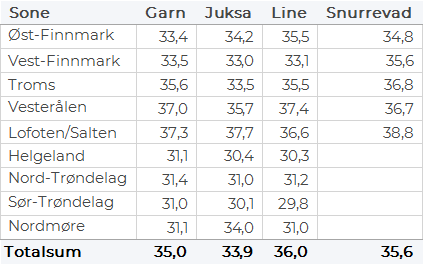 Sone Garn Juksa Line Snurrevad
Øst-Finnmark 33,4 34,2 35,5 34,8
Vest-Finnmark 33,5 33,0 33,1 35,6
Troms 35,6 33,5 35,5 36,8
Vesterålen 37,0 35,7 37,4 36,7
Lofoten/Salten 37,3 37,7 36,6 38,8
Helgeland 31,1 30,4 30,3
Nord-Trøndelag 31,4 31,0 31,2
Sør-Trøndelag 31,0 30,1 29,8
Nordmøre 31,1 34,0 31,0
Totalsum 35,0 33,9 36,0 35,6